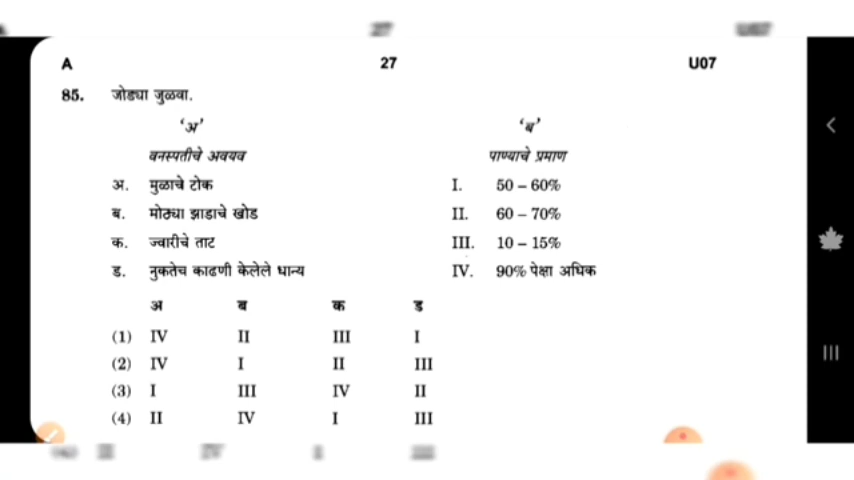 A 27 U07
85. जोड्या जुळवा.
‘अ’ ‘ब’
वनस्पतीचे अवयव पाण्याचे प्रमाण
अ. मुळाचे टोक I. 50 – 60%
ब. मोठ्या झाडाचे खोड II. 60 – 70%
क. ज्वारीचे ताट III. 10 – 15%
ड. नुकतेच काढणी केलेले धान्य IV. 90% पेक्षा अधिक
अ ब क ड
(1) IV II III I
(2) IV I II III
(3) I III IV II
(4) II IV I III